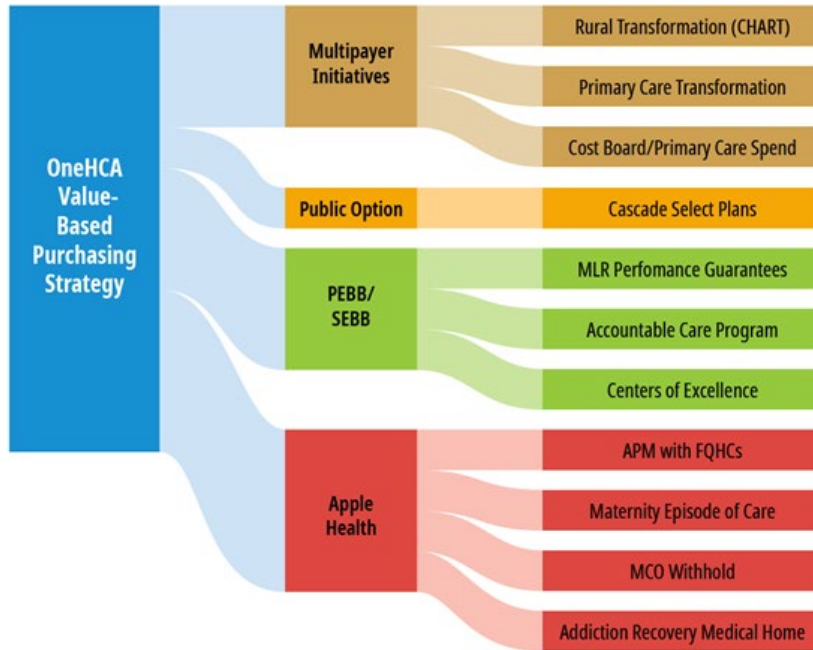 OneHCA
Value-
Based
Purchasing
Strategy
Multipayer
Initiatives
Rural Transformation (CHART)
Primary Care Transformation
Cost Board/Primary Care Spend
Public Option
Cascade Select Plans
PEBB/
SEBB
MLR Perfomance Guarantees
Accountable Care Program
Centers of Excellence
Apple
Health
APM with FQHCs
Maternity Episode of Care
MCO Withhold
Addiction Recovery Medical Home